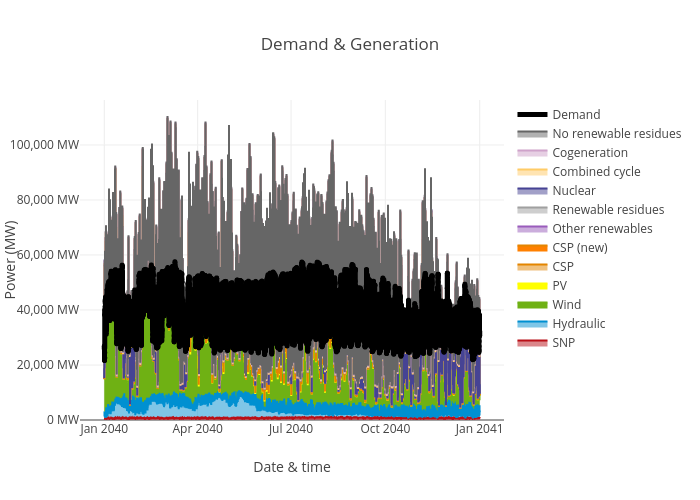 Demand & Generation
100,000 MW
80,000 MW
60,000 MW
40,000 MW
20,000 MW
0 MW
Power (MW)
Jan 2040
Apr 2040
Jul 2040
Oct 2040
Jan 2041
Date & time
Demand
No renewable residues
Cogeneration
Combined cycle
Nuclear
Renewable residues
Other renewables
CSP (new)
CSP
PV
Wind
Hydraulic
SNP